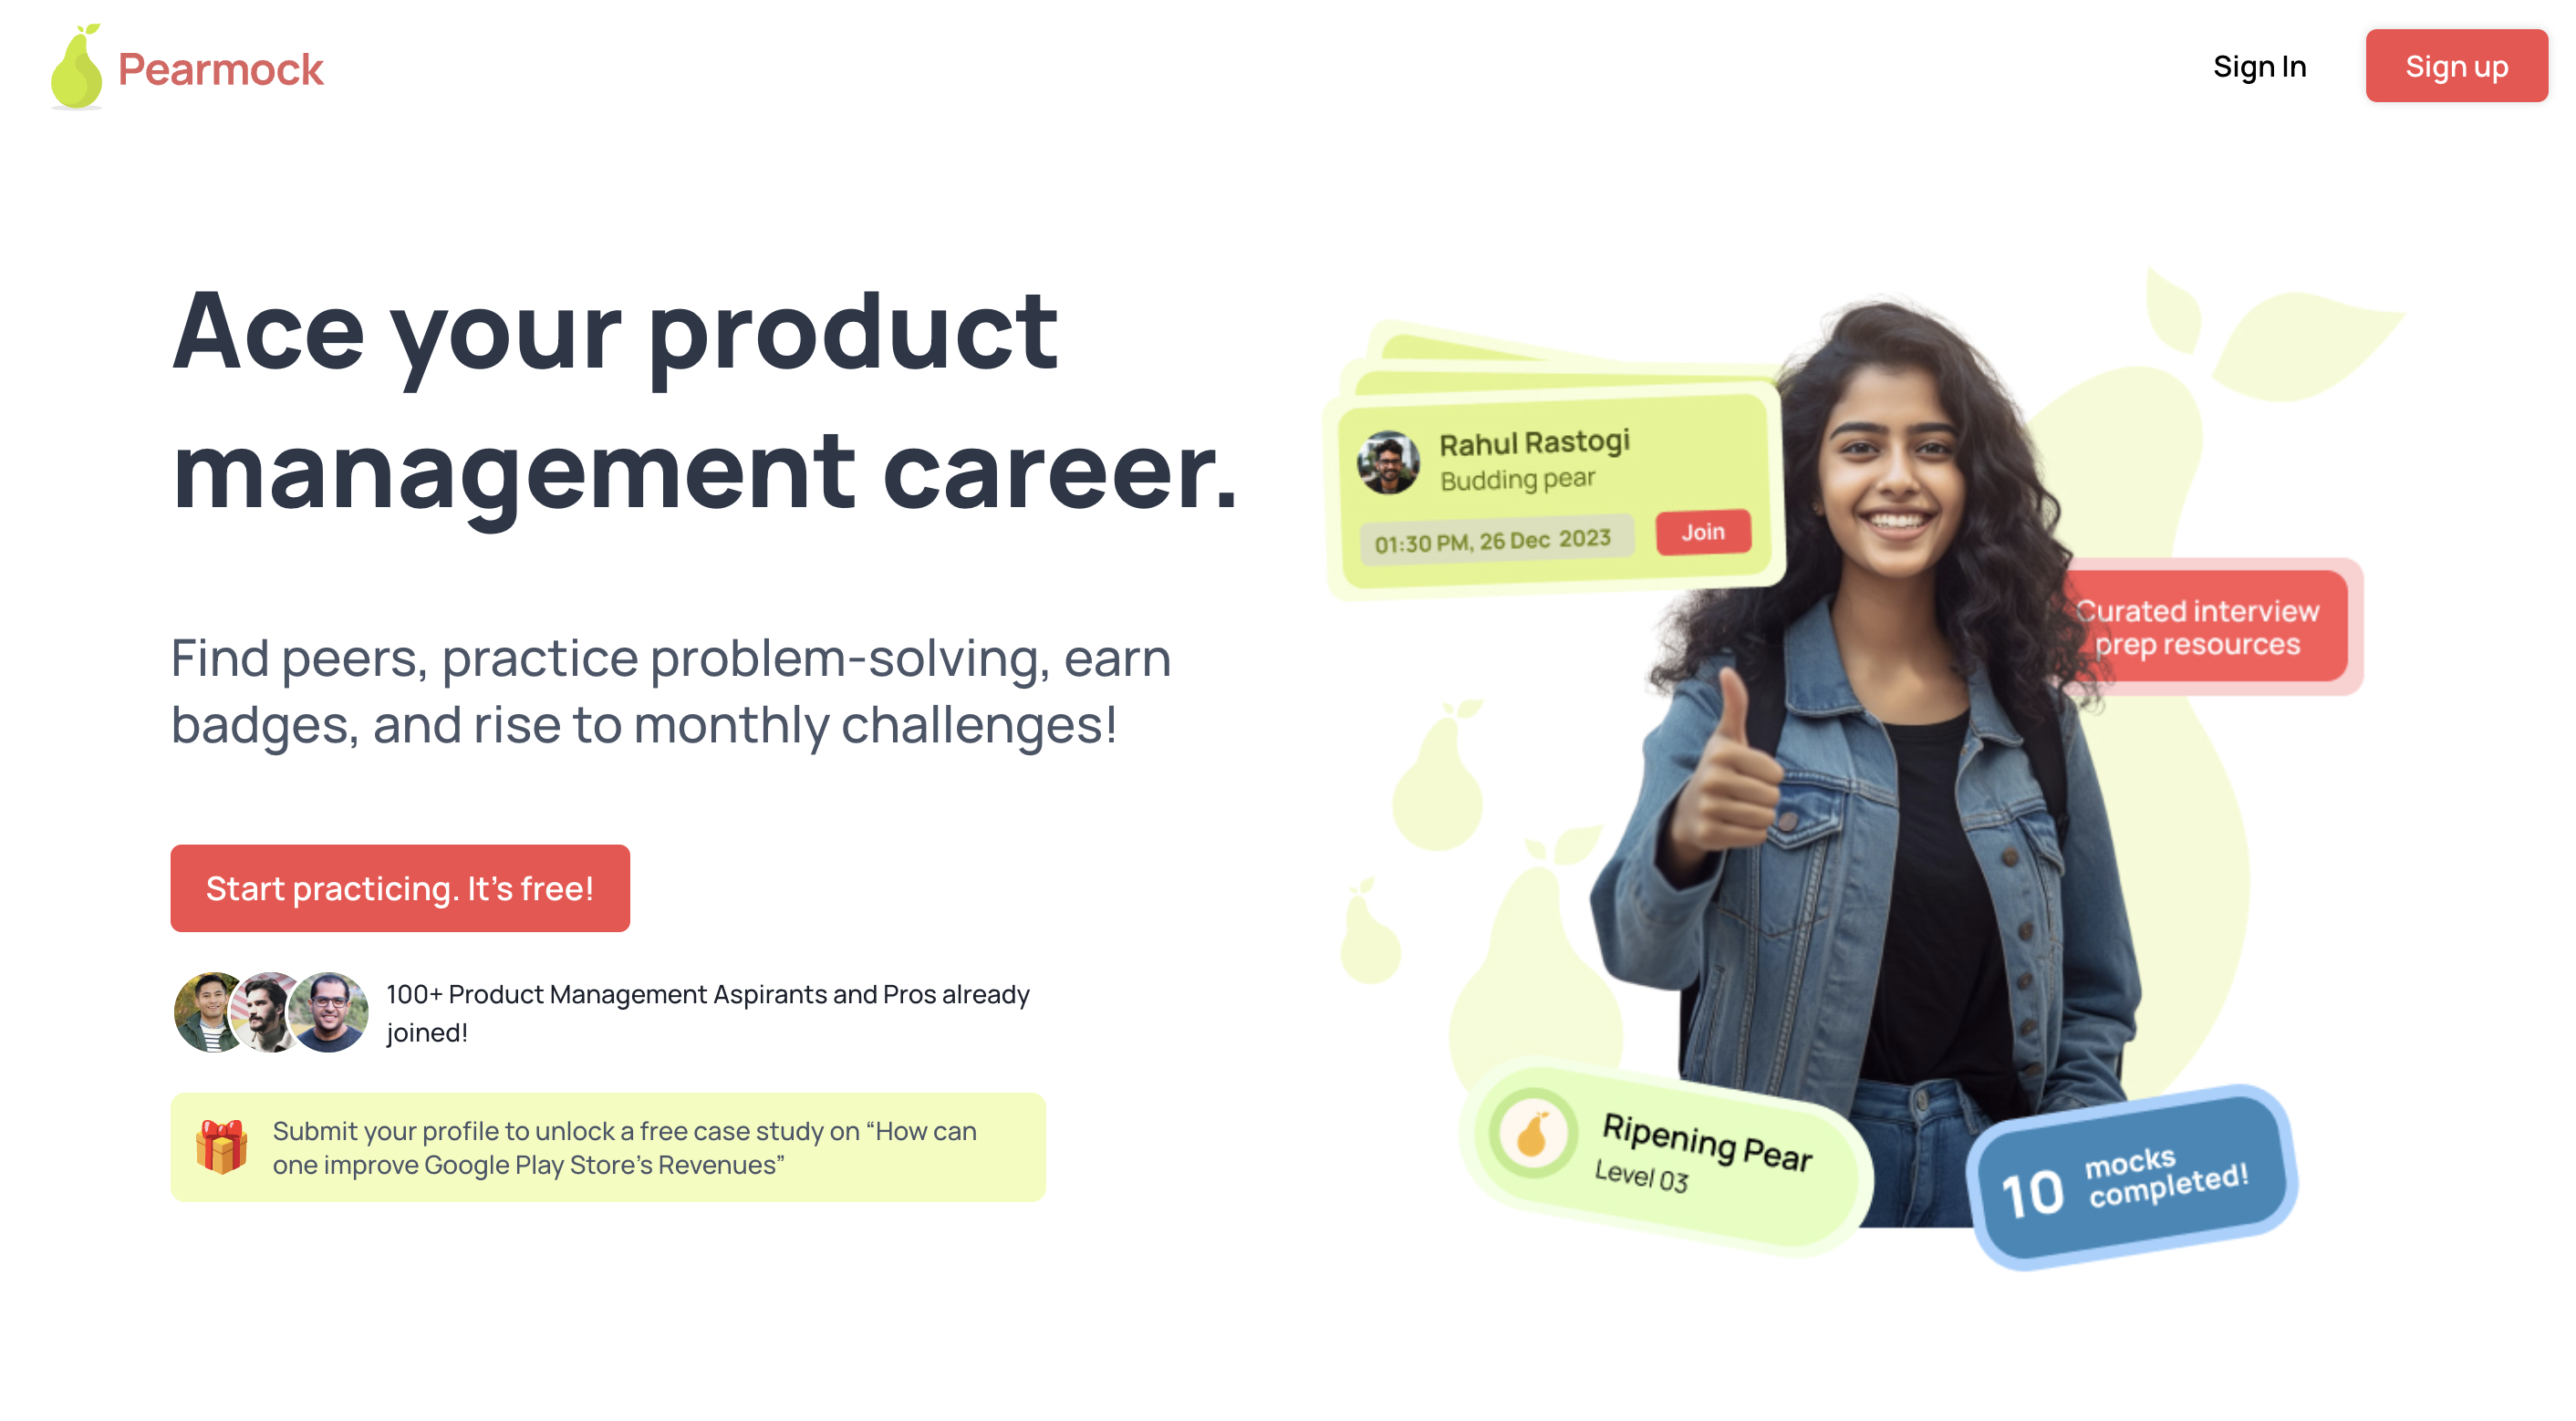 Pearmock
Sign In
Sign up
Ace your product
management career.
Find peers, practice problem-solving, earn
badges, and rise to monthly challenges!
Start practicing. It's free!
100+ Product Management Aspirants and Pros already
joined!
Submit your profile to unlock a free case study on “How can
one improve Google Play Store's Revenues”
Rahul Rastogi
Budding pear
01:30 PM, 26 Dec 2023
Join
Curated interview
prep resources
Ripening Pear
Level 03
10
mocks
completed!